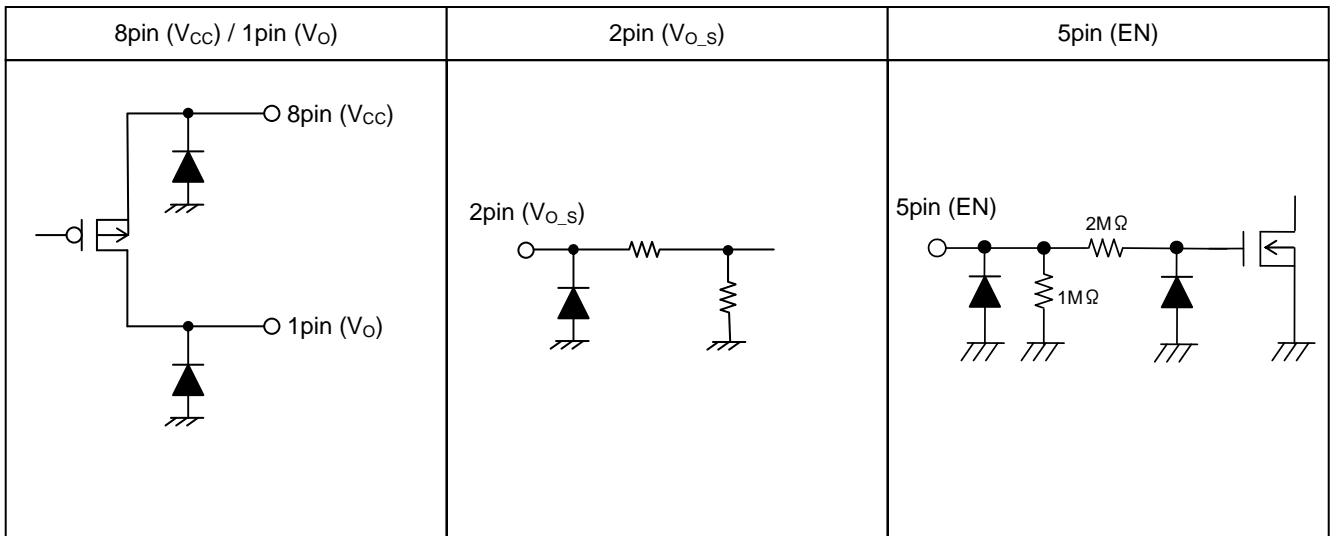 8pin (VCC) / 1pin (VO)
2pin (VO_S)
5pin (EN)
8pin (VCC)
1pin (VO)
2pin (VO_S)
5pin (EN)
2MΩ
1MΩ